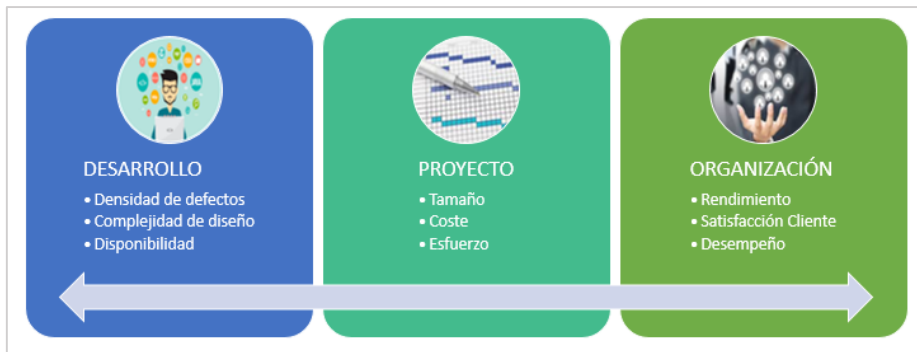 DESARROLLO
• Densidad de defectos
• Complejidad de diseño
• Disponibilidad
PROYECTO
• Tamaño
• Coste
• Esfuerzo
ORGANIZACIÓN
• Rendimiento
• Satisfacción Cliente
• Desempeño